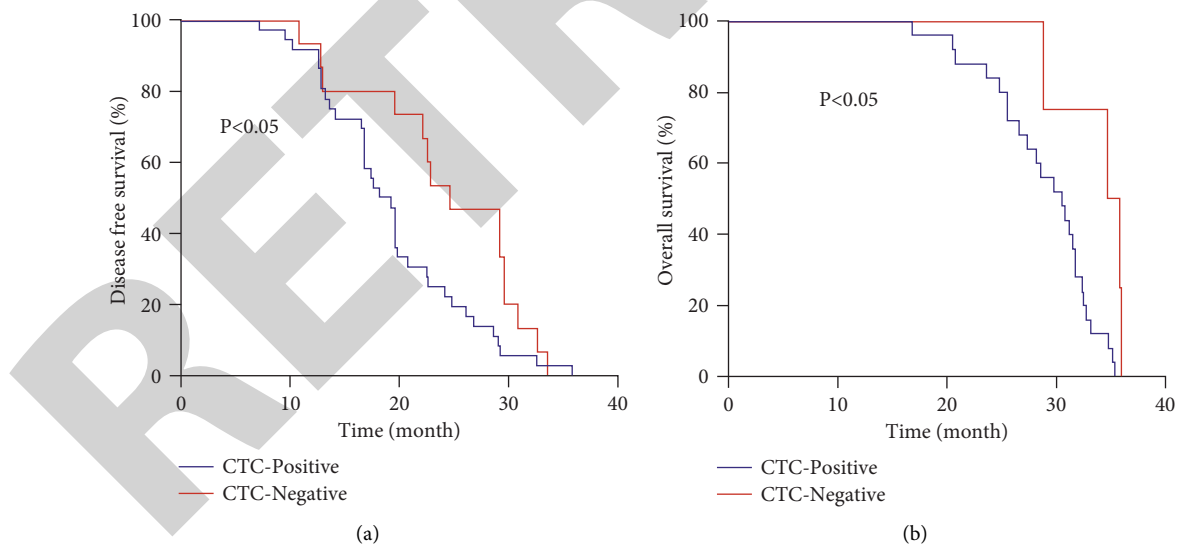 RETR
100
80
60
40
20
0
Disease free survival (%)
P<0.05
0 10 20 30 40
Time (month)
CTC-Positive
CTC-Negative
(a)
100
80
60
40
20
0
Overall survival (%)
P<0.05
0 10 20 30 40
Time (month)
CTC-Positive
CTC-Negative
(b)